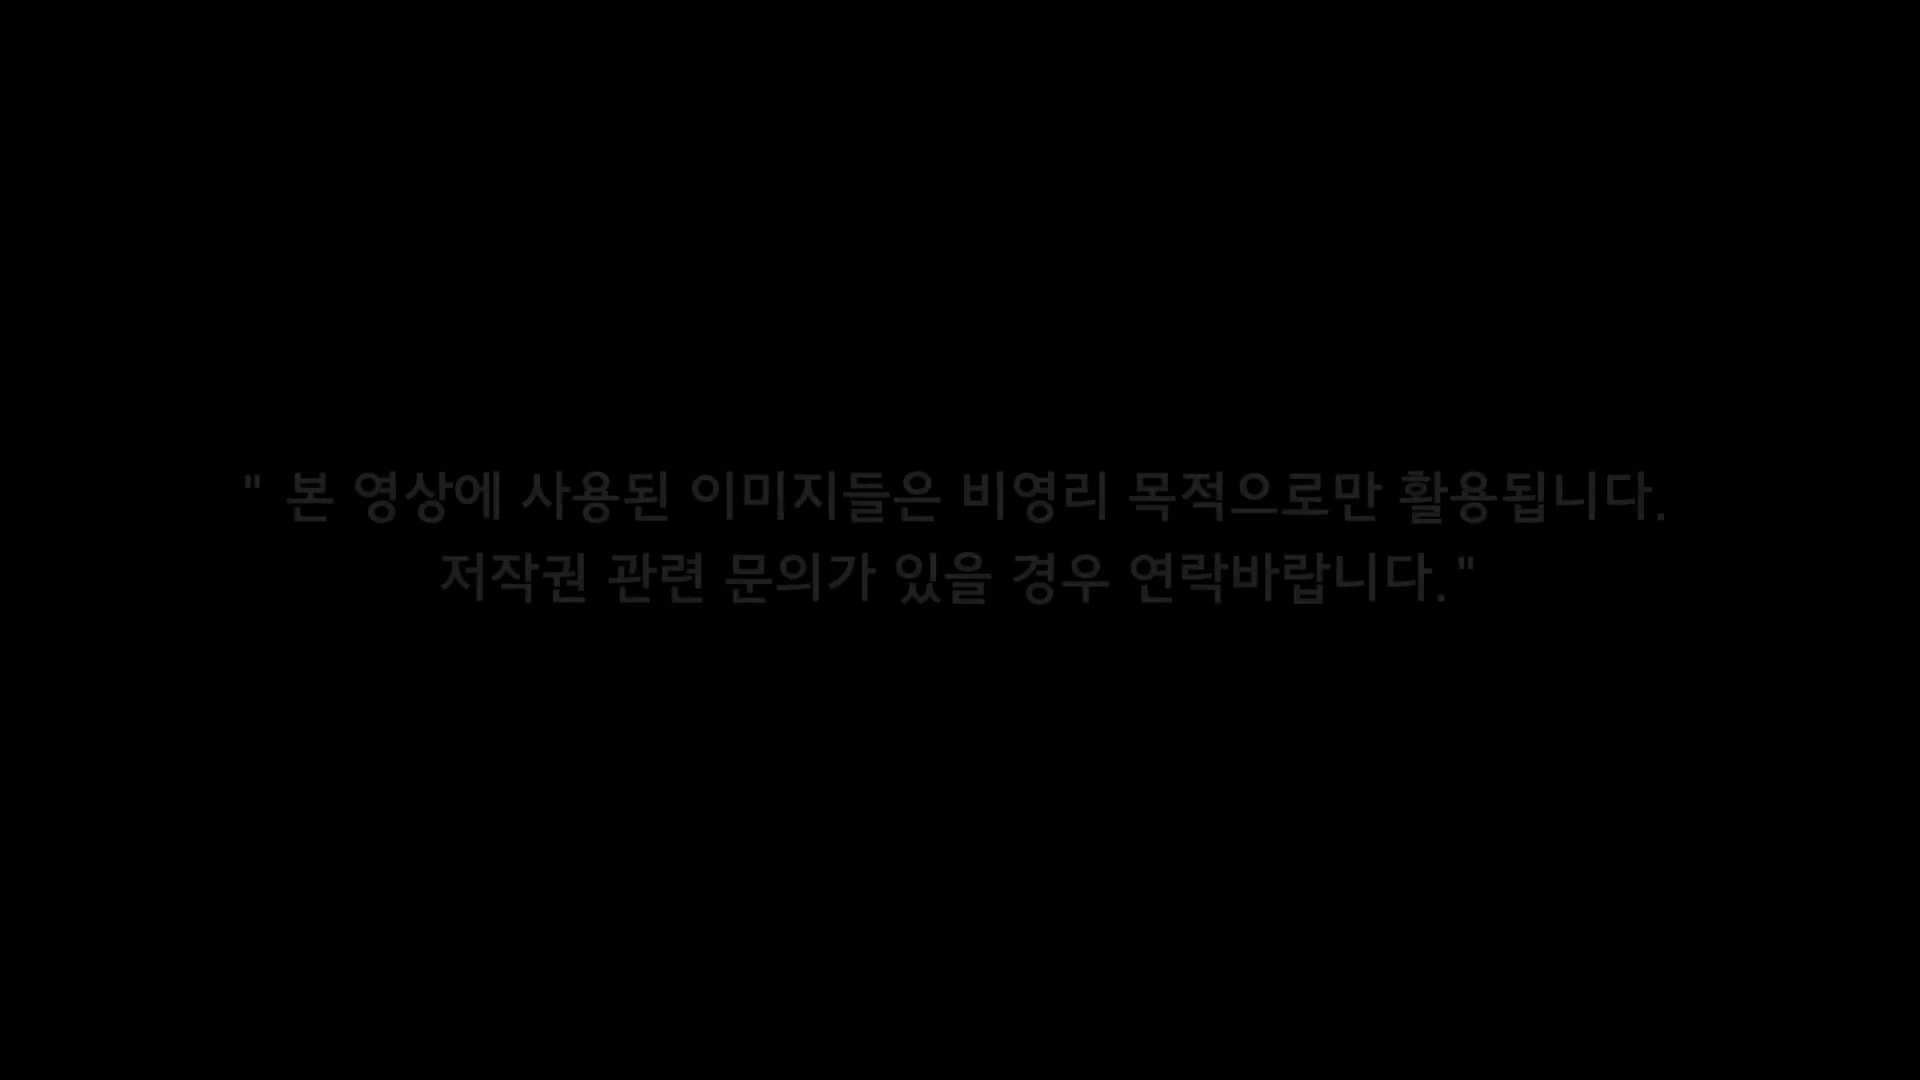 " 본 영상에 사용된 이미지들은 비영리 목적으로만 활용됩니다.
저작권 관련 문의가 있을 경우 연락바랍니다. "